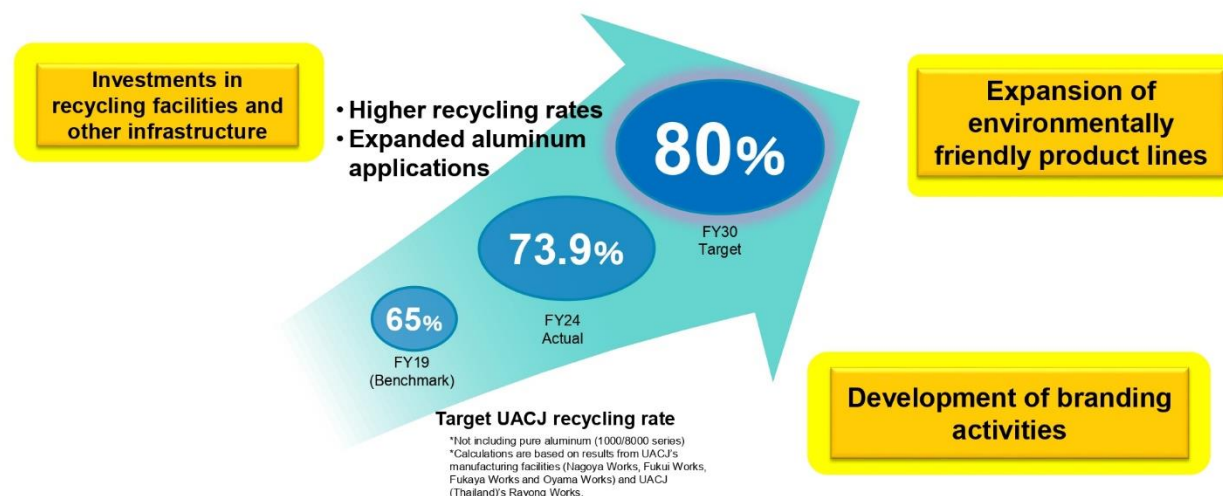 Investments in
recycling facilities and
other infrastructure
• Higher recycling rates
• Expanded aluminum
applications
80%
FY30
Target
73.9%
FY24
Actual
65%
FY19
(Benchmark)
Expansion of
environmentally
friendly product lines
Development of branding
activities
Target UACJ recycling rate
*Not including pure aluminum (1000/8000 series)
*Calculations are based on results from UACJ's
manufacturing facilities (Nagoya Works, Fukui Works,
Fukaya Works and Oyama Works) and UACJ
(Thailand)'s Rayong Works.